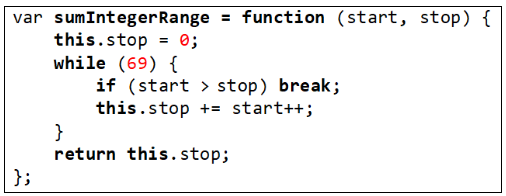 var sumIntegerRange = function (start, stop) {
    this.stop = 0;
    while (69) {
        if (start > stop) break;
        this.stop += start++;
    }
    return this.stop;
};